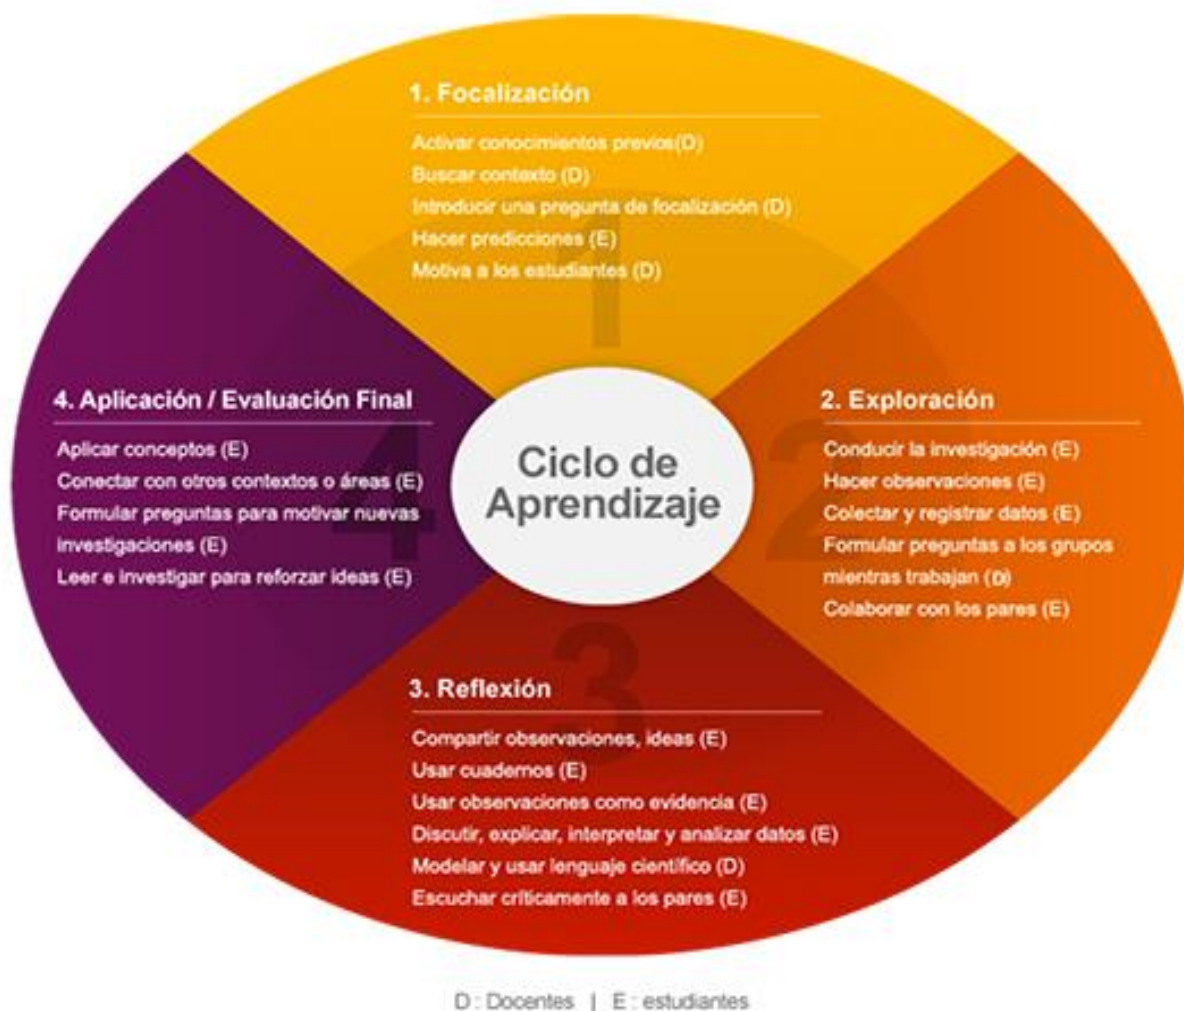 1. Focalización
Activar conocimientos previos(D)
Buscar contexto (D)
Introducir una pregunta de focalización (D)
Hacer predicciones (E)
Motiva a los estudiantes (D)
1
2. Exploración
Conducir la investigación (E)
Hacer observaciones (E)
Colectar y registrar datos (E)
Formular preguntas a los grupos
mientras trabajan (D)
Colaborar con los pares (E)
2
3
3. Reflexión
Compartir observaciones, ideas (E)
Usar cuadernos (E)
Usar observaciones como evidencia (E)
Discutir, explicar, interpretar y analizar datos (E)
Modelar y usar lenguaje científico (D)
Escuchar críticamente a los pares (E)
4. Aplicación / Evaluación Final
Aplicar conceptos (E)
Conectar con otros contextos o áreas (E)
Formular preguntas para motivar nuevas
investigaciones (E)
Leer e investigar para reforzar ideas (E)
4
Ciclo de
Aprendizaje
D : Docentes | E : estudiantes